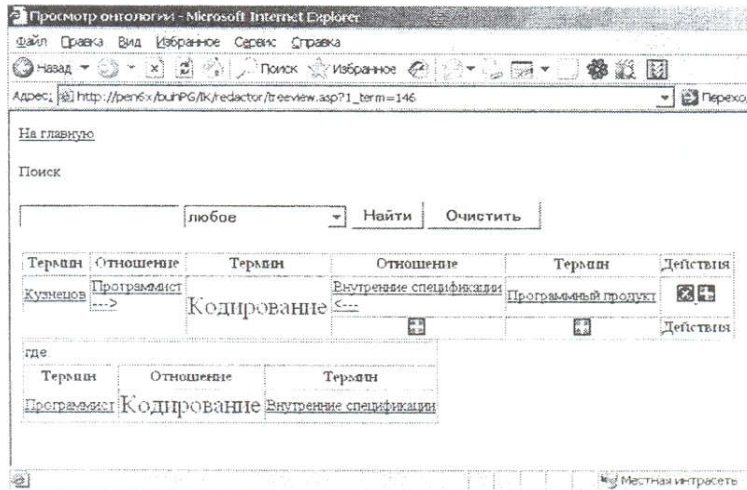 Просмотр онтологии - Microsoft Internet Explorer
Файл Правка Вид Избранное Сервис Справка
Назад Поиск Избранное
Адрес: http://pen6x/buhPG/IK/redactor/treeview.asp?1_term=146 Перехо
На главную
Поиск
любое Найти Очистить
Термин Отношение Термин Отношение Термин Действия
Кузнецов Программист ---> Кодирование Внутренние спецификации <--- Программный продукт
Действия
где
Термин Отношение Термин
Программист Кодирование Внутренние спецификации
Местная интрасеть